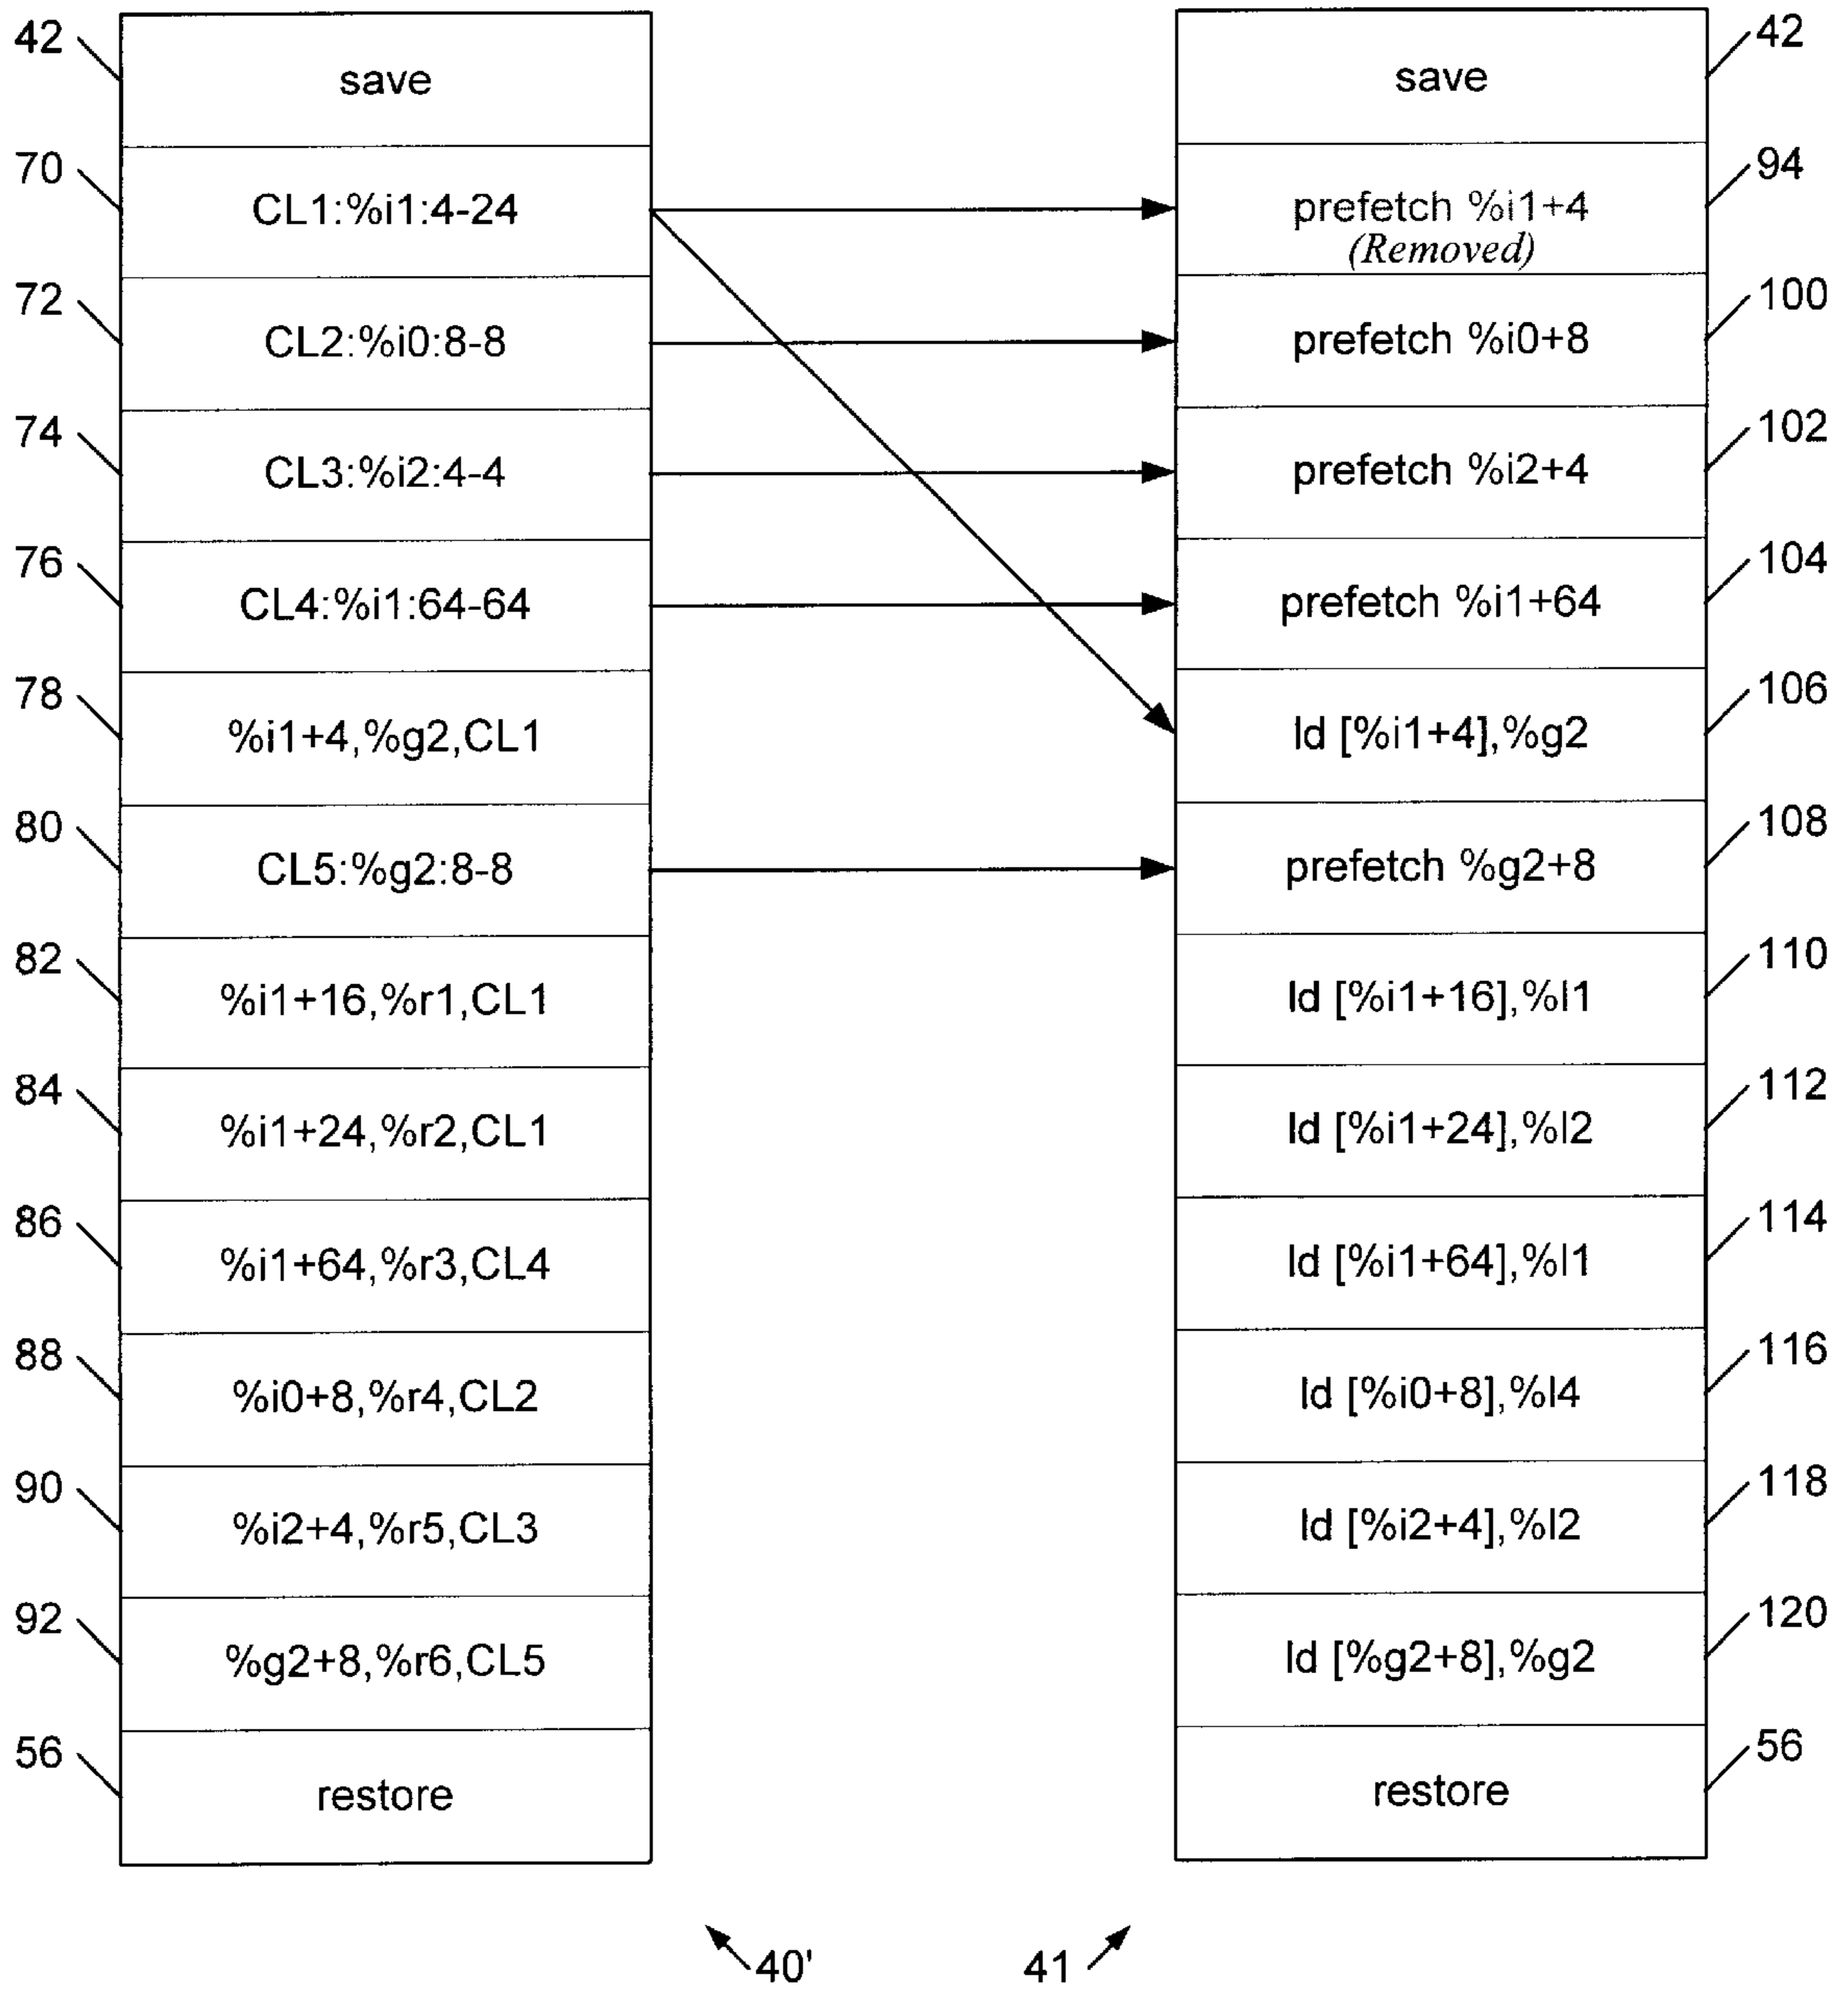 42
save
70
CL1:%i1:4-24
72
CL2:%i0:8-8
74
CL3:%i2:4-4
76
CL4:%i1:64-64
78
%i1+4,%g2,CL1
80
CL5:%g2:8-8
82
%i1+16,%r1,CL1
84
%i1+24,%r2,CL1
86
%i1+64,%r3,CL4
88
%i0+8,%r4,CL2
90
%i2+4,%r5,CL3
92
%g2+8,%r6,CL5
56
restore
40'
save
42
prefetch %i1+4
(Removed)
94
prefetch %i0+8
100
prefetch %i2+4
102
prefetch %i1+64
104
ld [%i1+4],%g2
106
prefetch %g2+8
108
ld [%i1+16],%l1
110
ld [%i1+24],%l2
112
ld [%i1+64],%l1
114
ld [%i0+8],%l4
116
ld [%i2+4],%l2
118
ld [%g2+8],%g2
120
restore
56
41